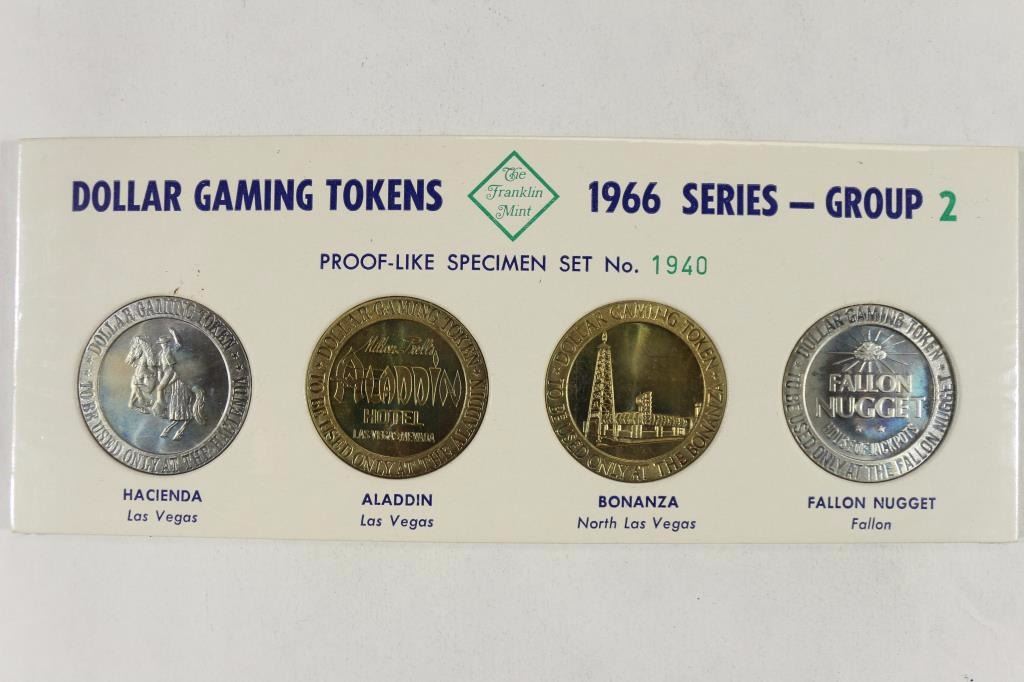 DOLLAR GAMING TOKENS
The
Franklin
Mint
1966 SERIES — GROUP 2
PROOF-LIKE SPECIMEN SET No. 1940
DOLLAR GAMING TOKEN
TO BE USED ONLY AT THE
DOLLAR GAMING TOKEN
TO BE USED ONLY AT THE ALADDIN
Milton Prell's
ALADDIN
HOTEL
LAS VEGAS-NEVADA
DOLLAR GAMING TOKEN
TO BE USED ONLY AT THE BONANZA
DOLLAR GAMING TOKEN
TO BE USED ONLY AT THE FALLON NUGGET
FALLON
NUGGET
HOUSE OF JACKPOTS
HACIENDA
Las Vegas
ALADDIN
Las Vegas
BONANZA
North Las Vegas
FALLON NUGGET
Fallon